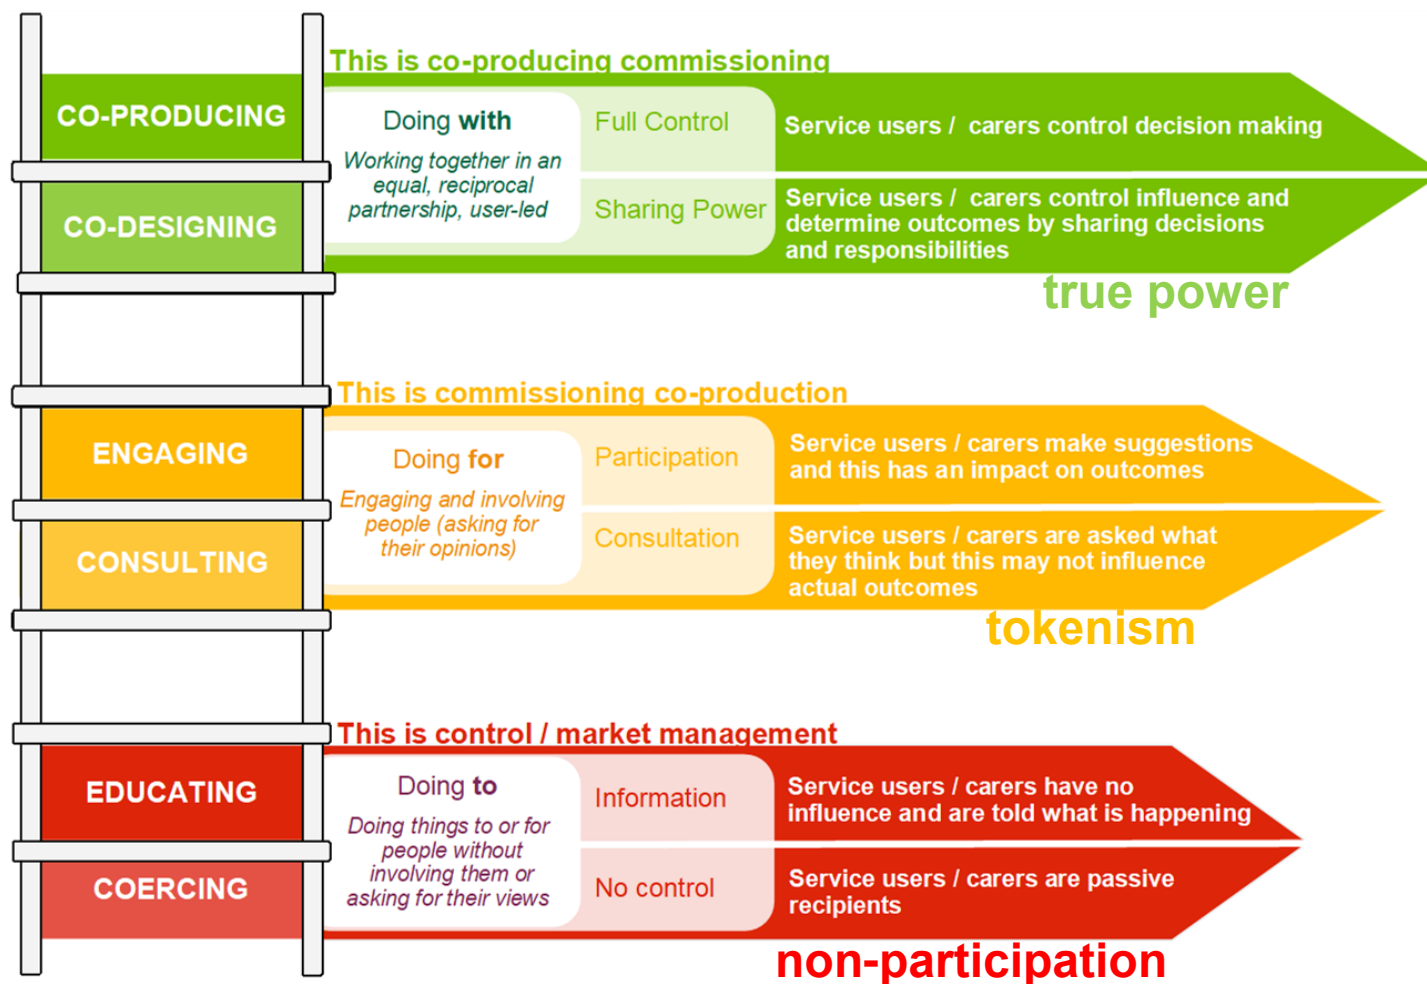 This is co-producing commissioning
CO-PRODUCING
Doing with
Working together in an
equal, reciprocal
partnership, user-led
Full Control
Service users /  carers control decision making
CO-DESIGNING
Sharing Power
Service users /  carers control influence and
determine outcomes by sharing decisions
and responsibilities
true power
This is commissioning co-production
ENGAGING
Doing for
Engaging and involving
people (asking for
their opinions)
Participation
Service users / carers make suggestions
and this has an impact on outcomes
CONSULTING
Consultation
Service users / carers are asked what
they think but this may not influence
actual outcomes
tokenism
This is control / market management
EDUCATING
Doing to
Doing things to or for
people without
involving them or
asking for their views
Information
Service users / carers have no
influence and are told what is happening
COERCING
No control
Service users / carers are passive
recipients
non-participation